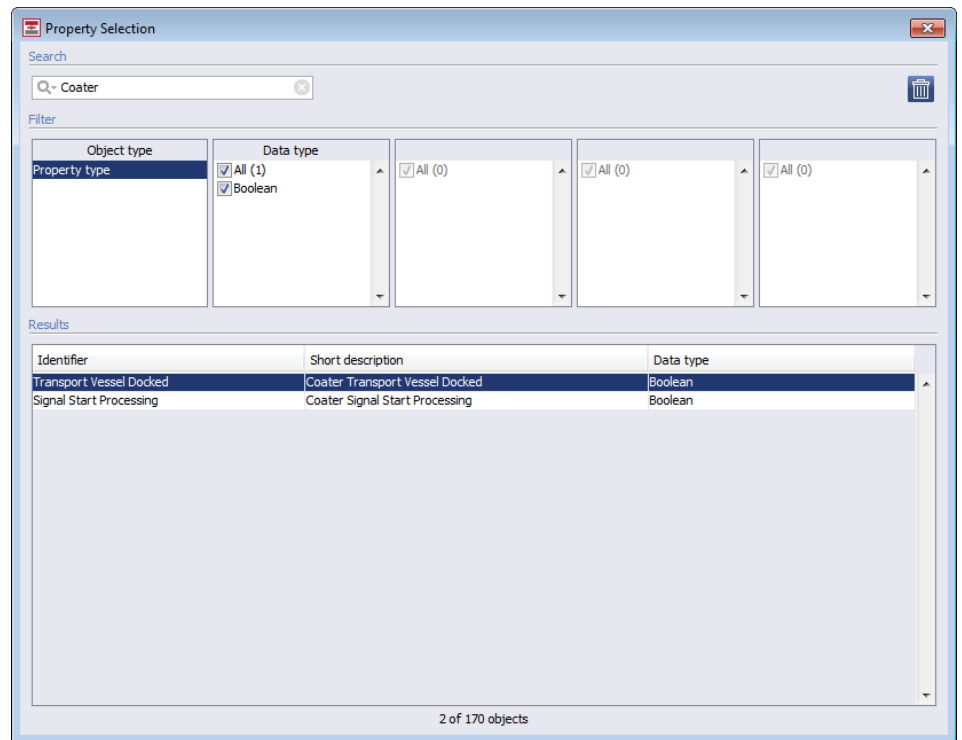 Property Selection
Search
Coater
Filter
Object type Data type
Property type All (1) All (0) All (0) All (0)
Boolean
Results
Identifier Short description Data type
Transport Vessel Docked Coater Transport Vessel Docked Boolean
Signal Start Processing Coater Signal Start Processing Boolean
2 of 170 objects